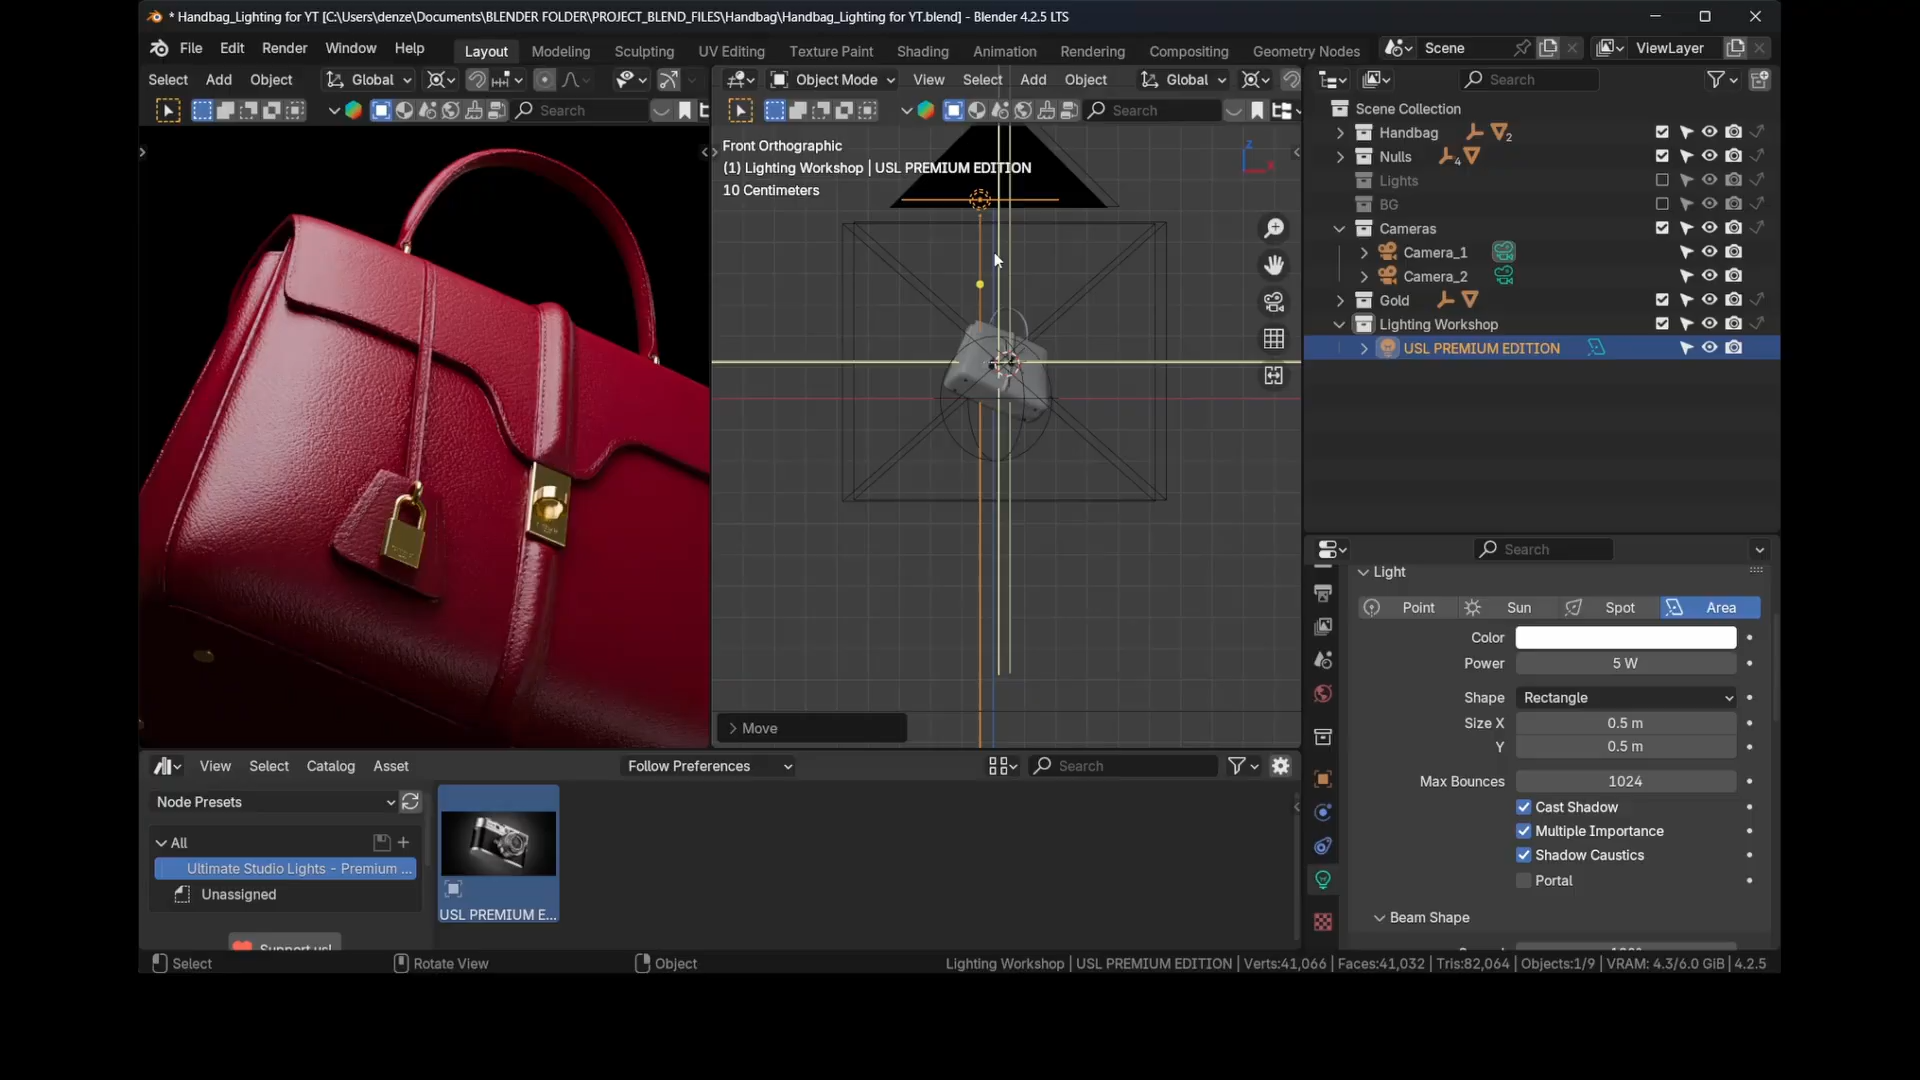 * Handbag_Lighting for YT [C:\Users\denze\Documents\BLENDER FOLDER\PROJECT_BLEND_FILES\Handbag\Handbag_Lighting for YT.blend] - Blender 4.2.5 LTS
File Edit Render Window Help Layout Modeling Sculpting UV Editing Texture Paint Shading Animation Rendering Compositing Geometry Nodes Scene ViewLayer
Select Add Object Global Object Mode View Select Add Object Global Search
Search Search
Front Orthographic
(1) Lighting Workshop | USL PREMIUM EDITION
10 Centimeters
Z
Move
Scene Collection
Handbag 2
Nulls 4
Lights
BG
Cameras
Camera_1
Camera_2
Gold
Lighting Workshop
USL PREMIUM EDITION
Search
Light
Point Sun Spot Area
Color
Power 5 W
Shape Rectangle
Size X 0.5 m
Y 0.5 m
Max Bounces 1024
Cast Shadow
Multiple Importance
Shadow Caustics
Portal
Beam Shape
View Select Catalog Asset Follow Preferences Search
Node Presets
All
Ultimate Studio Lights - Premium ...
Unassigned
Support us!
USL PREMIUM E...
Select Rotate View Object Lighting Workshop | USL PREMIUM EDITION | Verts:41,066 | Faces:41,032 | Tris:82,064 | Objects:1/9 | VRAM: 4.3/6.0 GiB | 4.2.5